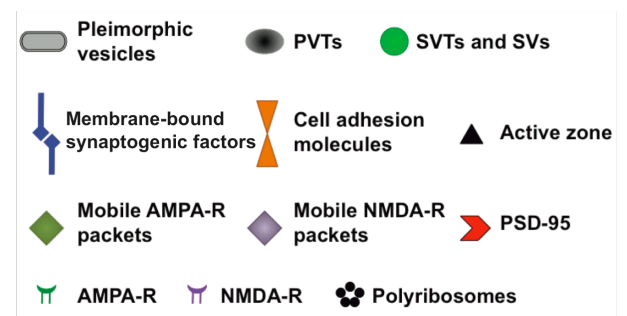 Pleimorphic
vesicles
PVTs
SVTs and SVs
Membrane-bound
synaptogenic factors
Cell adhesion
molecules
Active zone
Mobile AMPA-R
packets
Mobile NMDA-R
packets
PSD-95
AMPA-R
NMDA-R
Polyribosomes